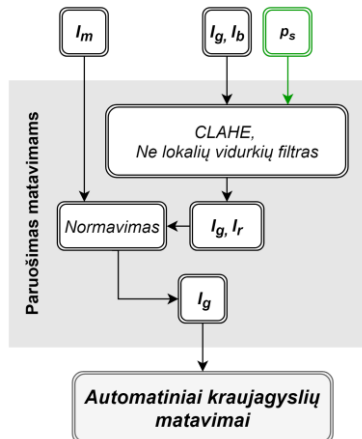 I_m
I_g, I_b
p_s
CLAHE,
Ne lokalių vidurkių filtras
Paruošimas matavimams
Normavimas
I_g, I_r
I_g
Automatiniai kraujagyslių
matavimai